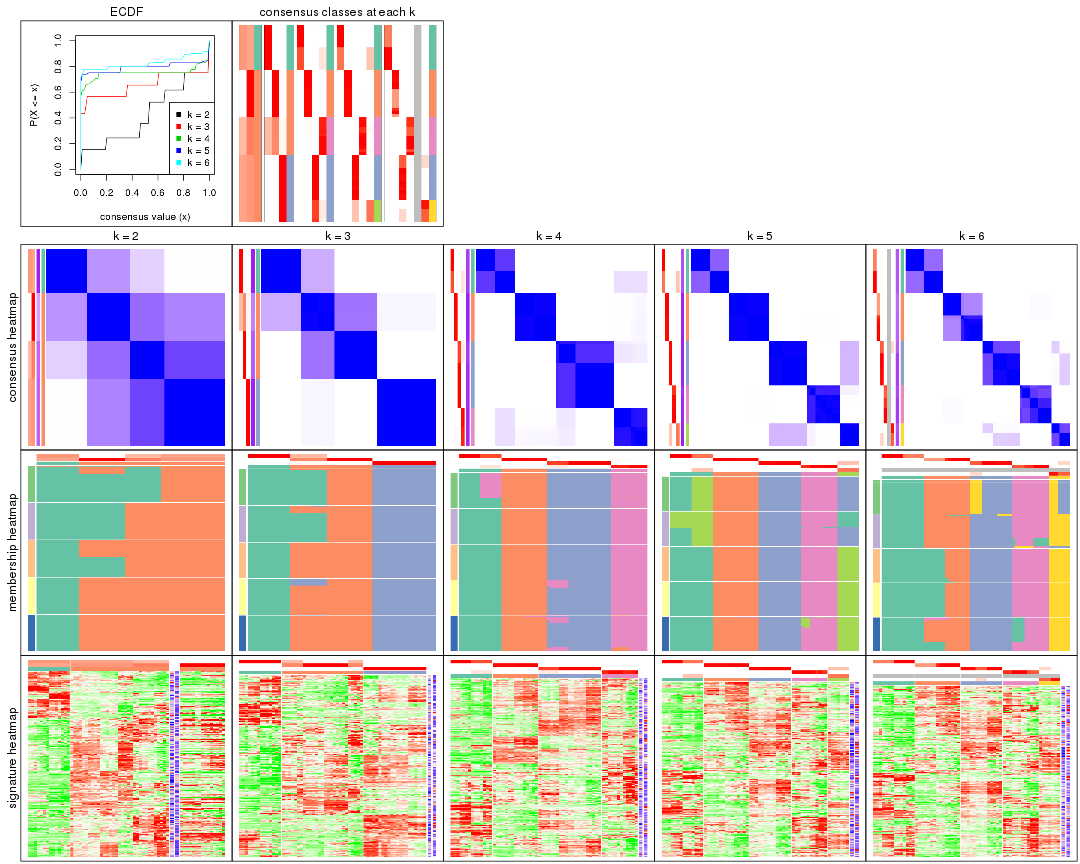 ECDF
consensus classes at each k
P(X <= x)
0.0 0.2 0.4 0.6 0.8 1.0
k = 2
k = 3
k = 4
k = 5
k = 6
0.0 0.2 0.4 0.6 0.8 1.0
consensus value (x)
k = 2
k = 3
k = 4
k = 5
k = 6
consensus heatmap
membership heatmap
signature heatmap